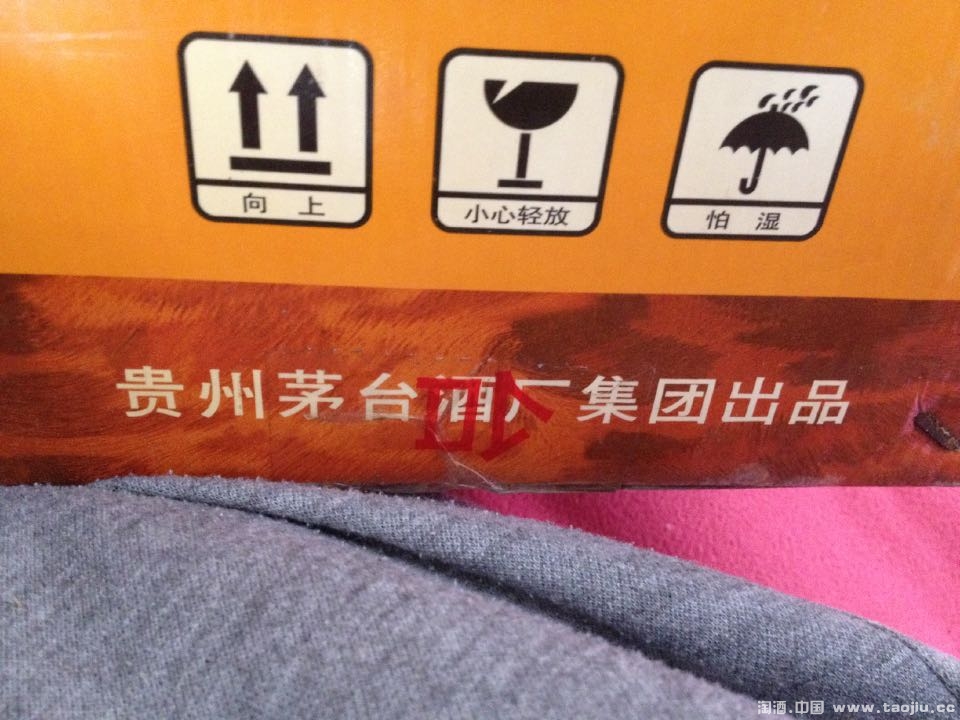 向 上
小心轻放
怕 湿
贵州茅台酒厂集团出品
淘酒.中国 www.taojiu.cc